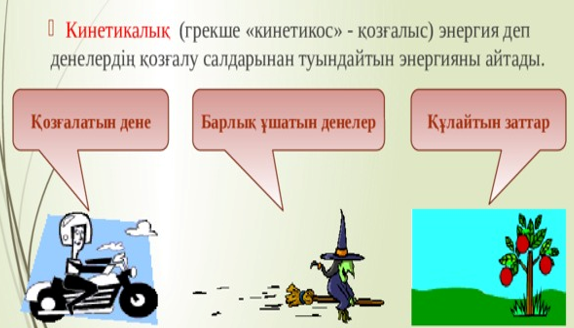 Кинетикалық (грекше «кинетикос» - қозғалыс) энергия деп
денелердің қозғалу салдарынан туындайтын энергияны айтады.
Қозғалатын дене
Барлық ұшатын денелер
Құлайтын заттар